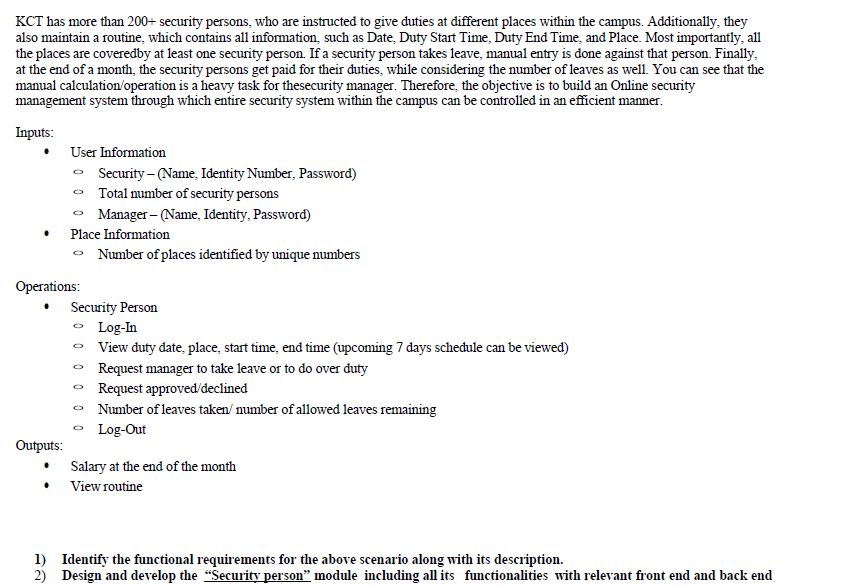 KCT has more than 200+ security persons, who are instructed to give duties at different places within the campus. Additionally, they
also maintain a routine, which contains all information, such as Date, Duty Start Time, Duty End Time, and Place. Most importantly, all
the places are coveredby at least one security person. If a security person takes leave, manual entry is done against that person. Finally,
at the end of a month, the security persons get paid for their duties, while considering the number of leaves as well. You can see that the
manual calculation/operation is a heavy task for thesecurity manager. Therefore, the objective is to build an Online security
management system through which entire security system within the campus can be controlled in an efficient manner.
Inputs:
• User Information
○ Security – (Name, Identity Number, Password)
○ Total number of security persons
○ Manager – (Name, Identity, Password)
• Place Information
○ Number of places identified by unique numbers
Operations:
• Security Person
○ Log-In
○ View duty date, place, start time, end time (upcoming 7 days schedule can be viewed)
○ Request manager to take leave or to do over duty
○ Request approved/declined
○ Number of leaves taken/ number of allowed leaves remaining
○ Log-Out
Outputs:
• Salary at the end of the month
• View routine
1) Identify the functional requirements for the above scenario along with its description.
2) Design and develop the “Security person” module including all its functionalities with relevant front end and back end